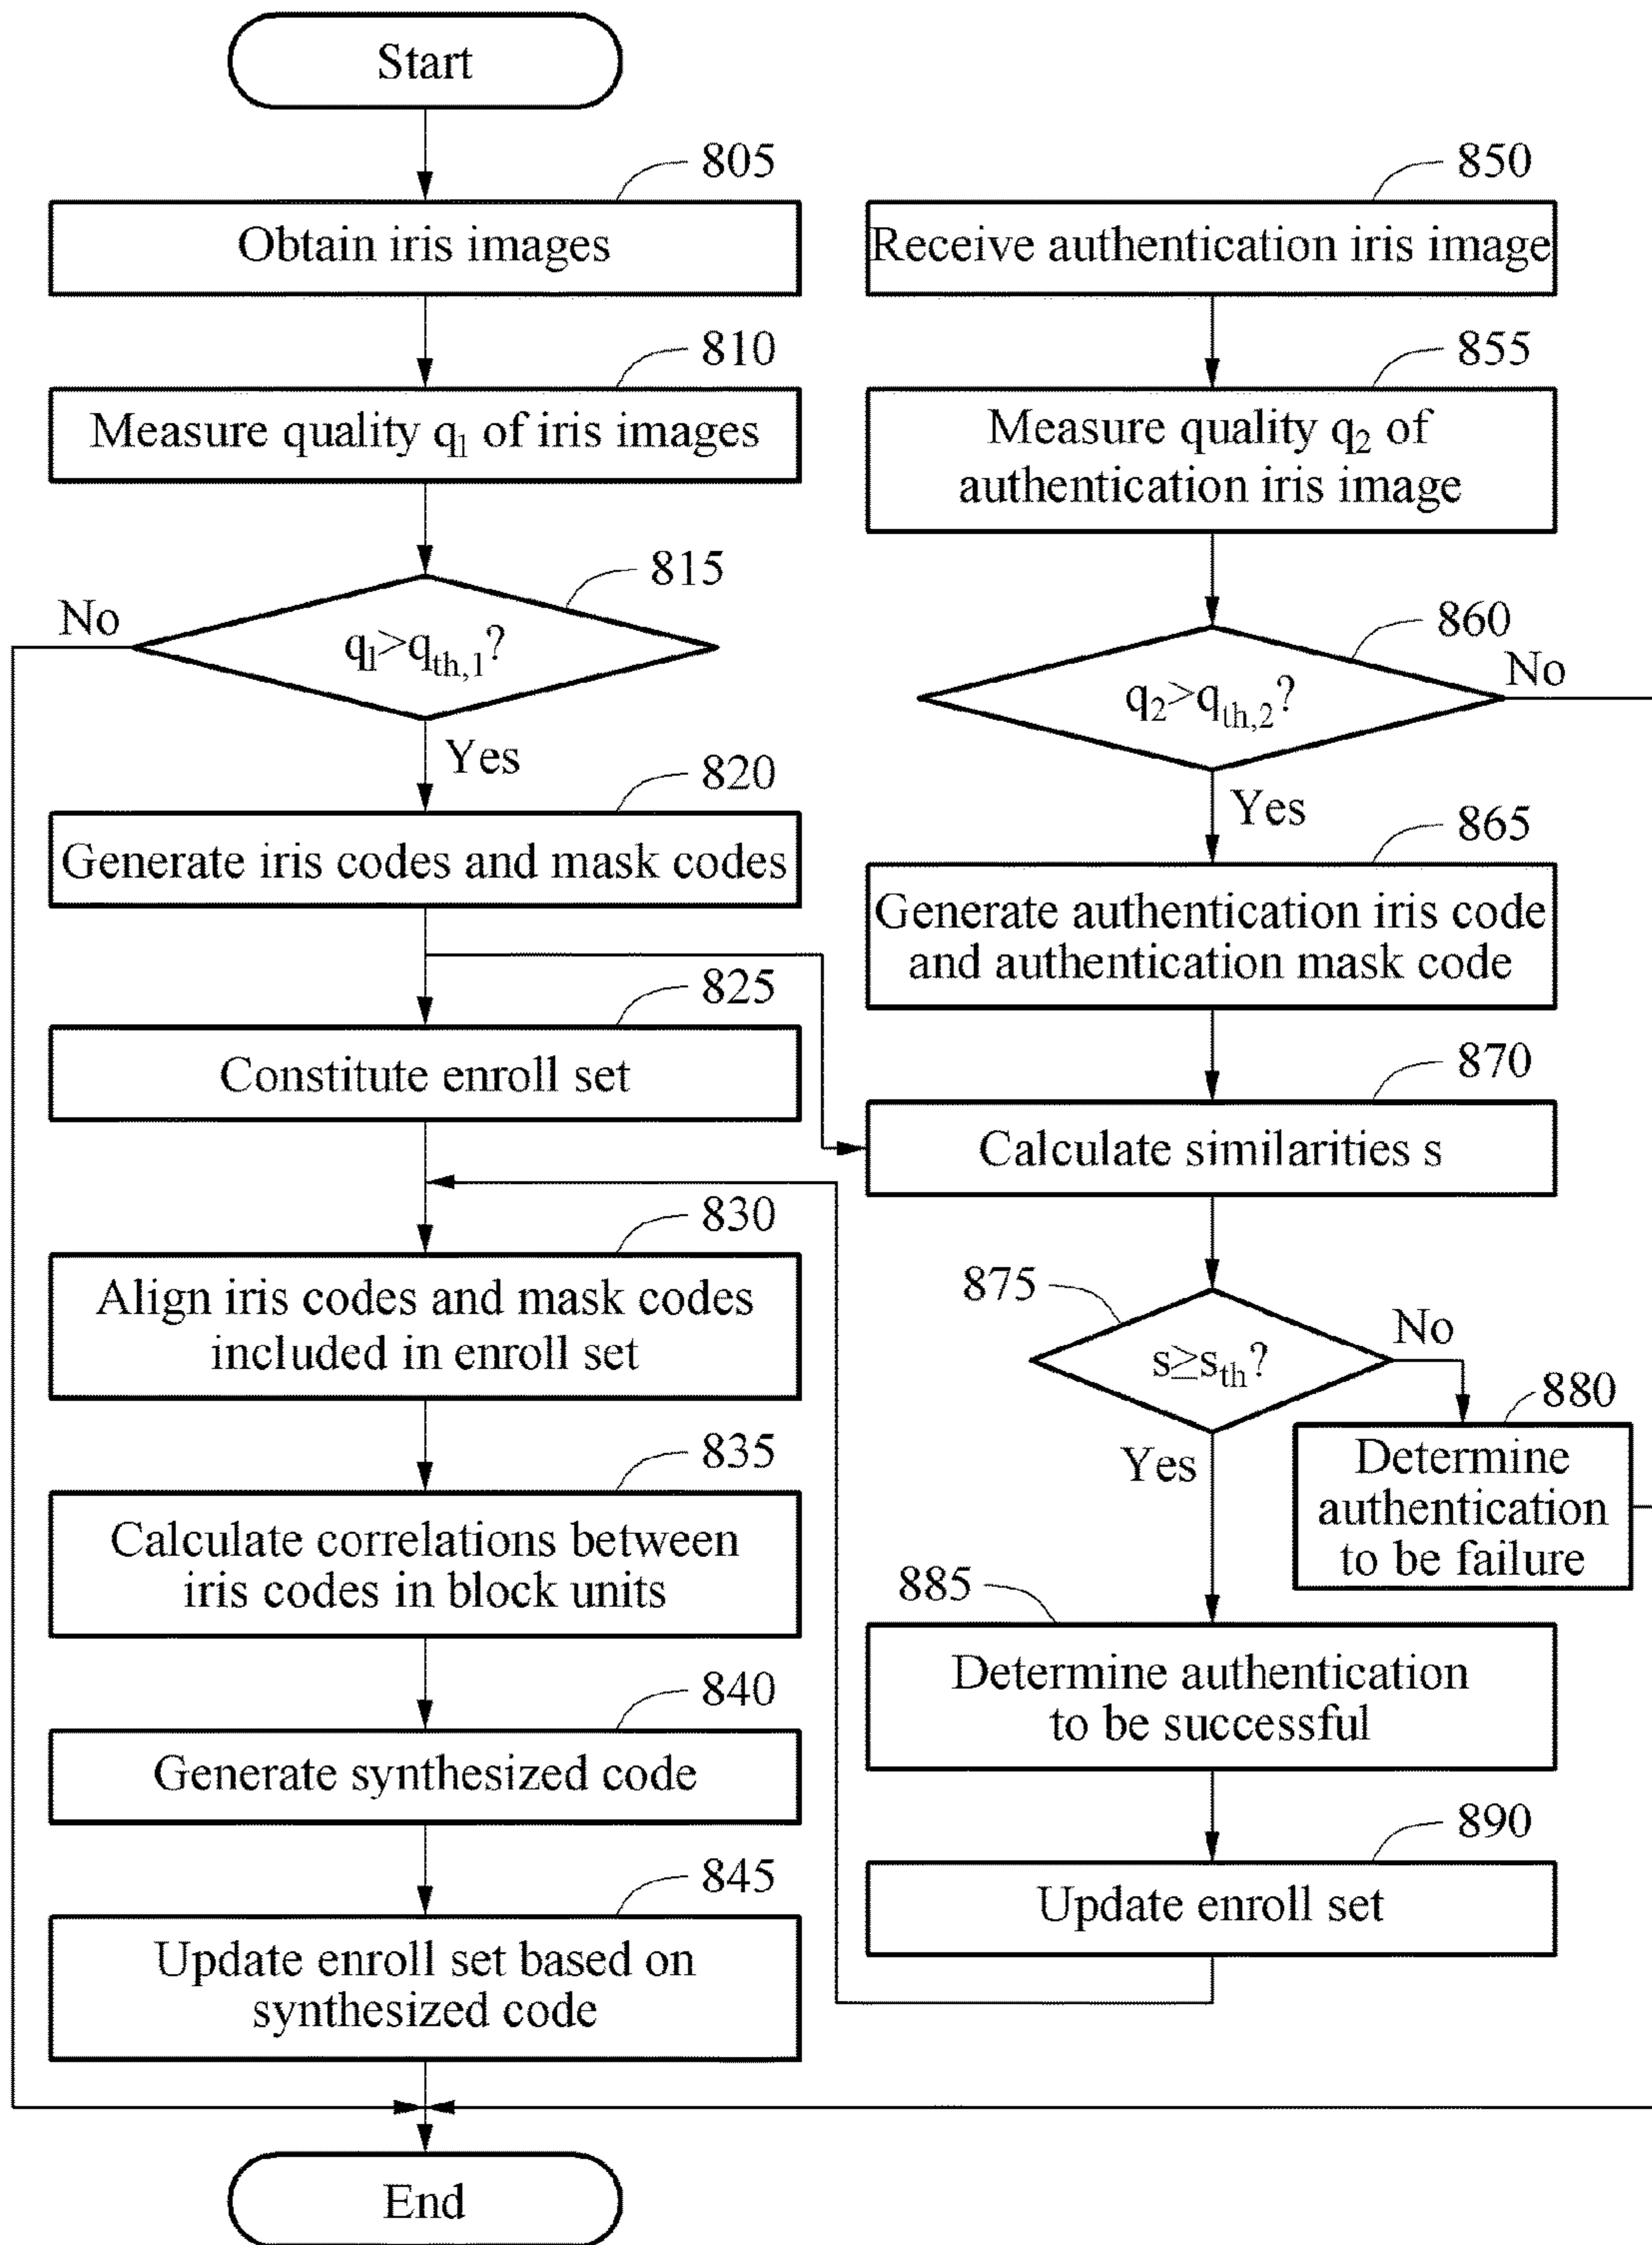 Start
805
Obtain iris images
810
Measure quality q1 of iris images
815
No
q1>qth,1?
Yes
820
Generate iris codes and mask codes
825
Constitute enroll set
830
Align iris codes and mask codes
included in enroll set
835
Calculate correlations between
iris codes in block units
840
Generate synthesized code
845
Update enroll set based on
synthesized code
End
850
Receive authentication iris image
855
Measure quality q2 of
authentication iris image
860
No
q2>qth,2?
Yes
865
Generate authentication iris code
and authentication mask code
870
Calculate similarities s
875
No
s≥sth?
Yes
880
Determine
authentication
to be failure
885
Determine authentication
to be successful
890
Update enroll set